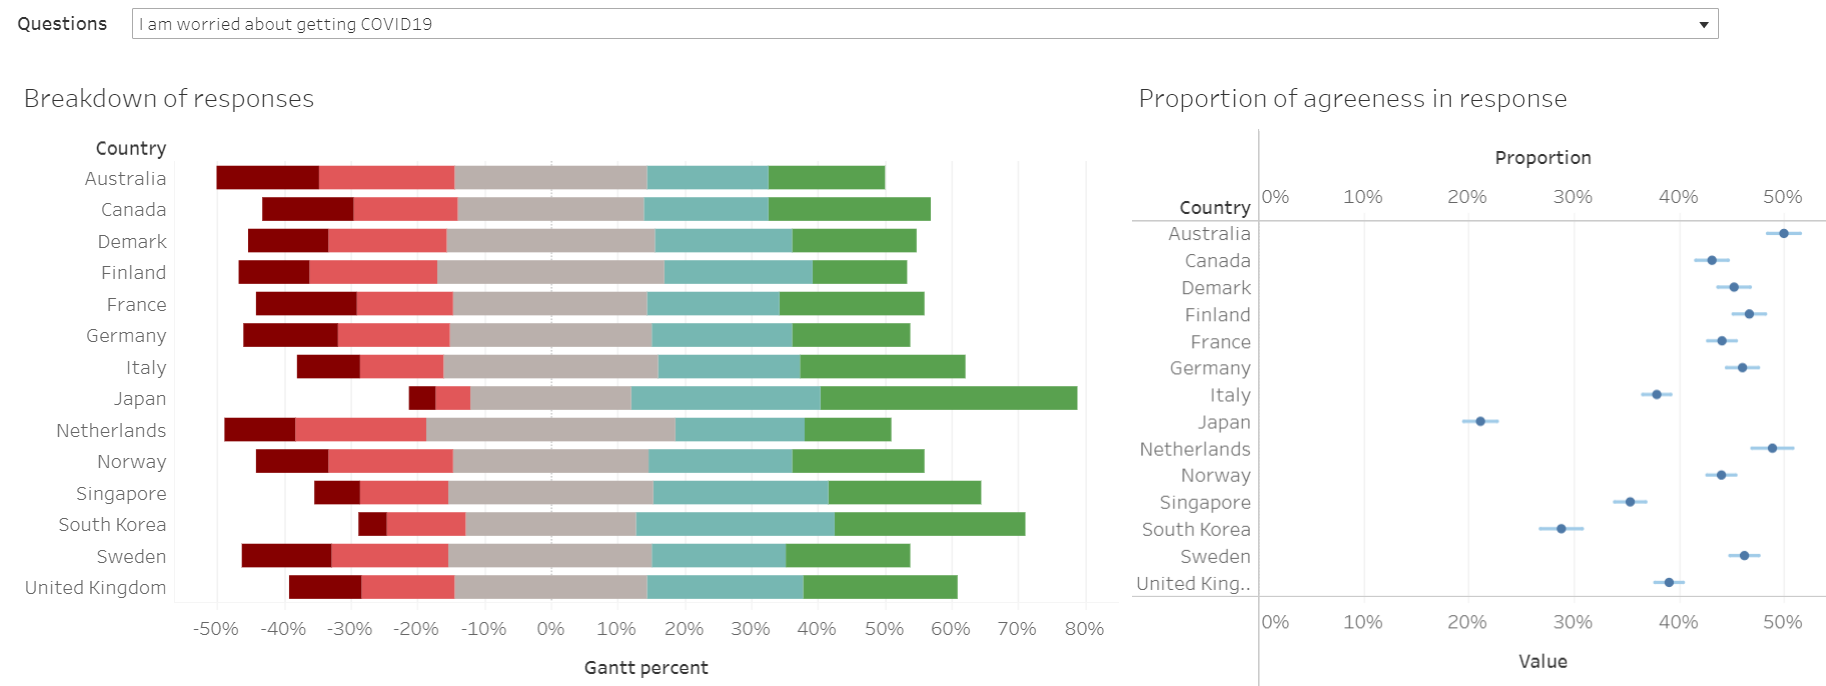 Questions I am worried about getting COVID19
Breakdown of responses
Country
Australia
Canada
Demark
Finland
France
Germany
Italy
Japan
Netherlands
Norway
Singapore
South Korea
Sweden
United Kingdom
-50% -40% -30% -20% -10% 0% 10% 20% 30% 40% 50% 60% 70% 80%
Gantt percent
Proportion of agreeness in response
Proportion
0% 10% 20% 30% 40% 50%
Country
Australia
Canada
Demark
Finland
France
Germany
Italy
Japan
Netherlands
Norway
Singapore
South Korea
Sweden
United King..
0% 10% 20% 30% 40% 50%
Value